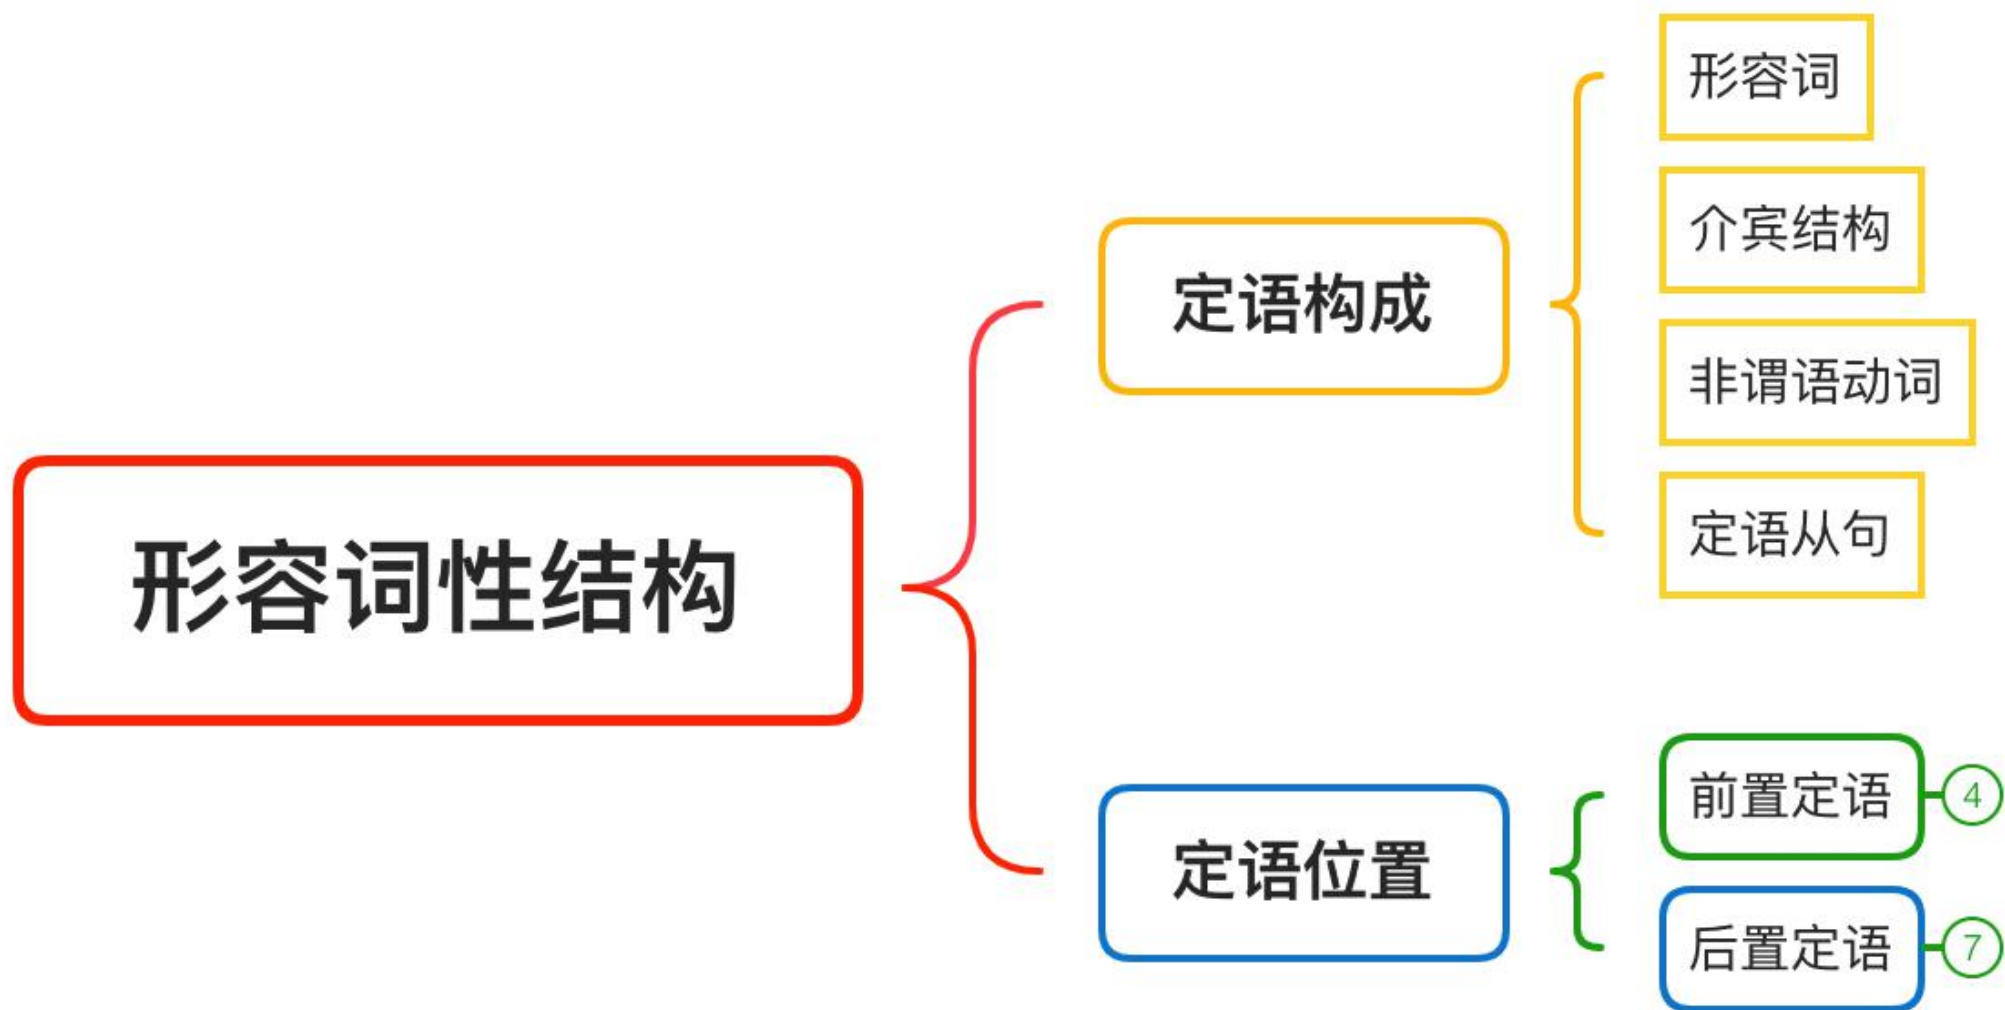 形容词性结构
定语构成
形容词
介宾结构
非谓语动词
定语从句
定语位置
前置定语
4
后置定语
7